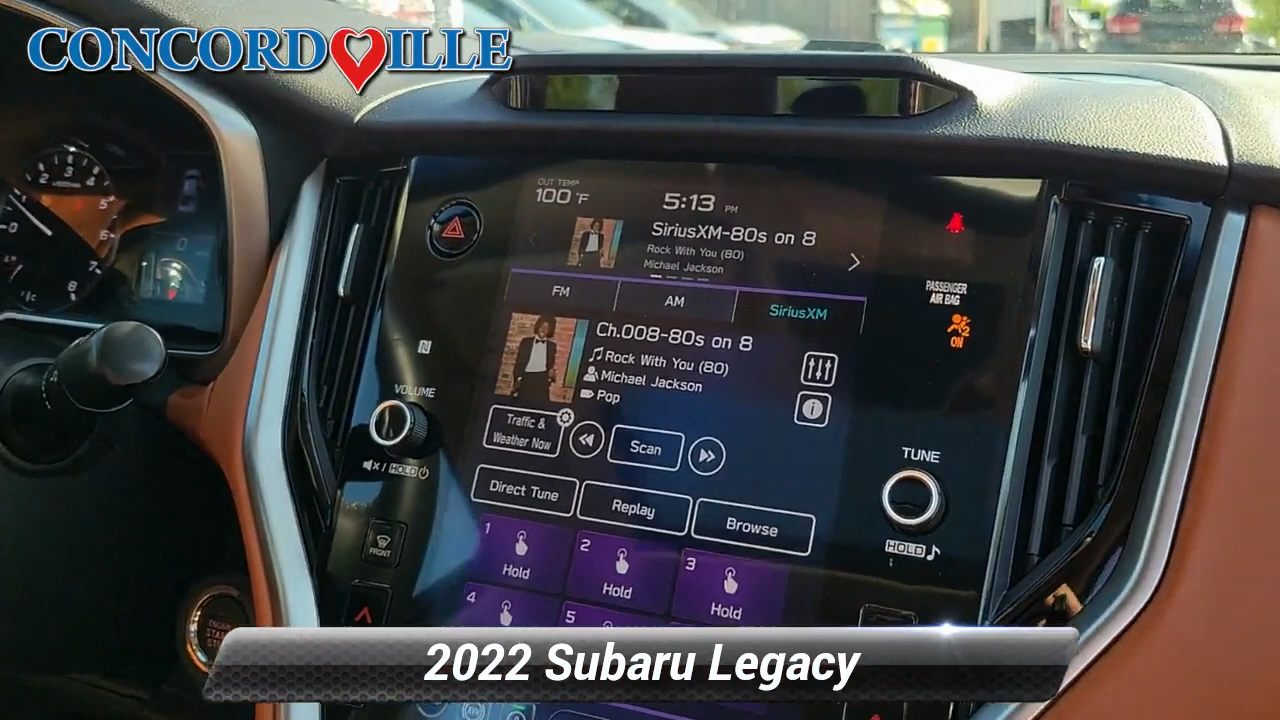 CONCORDVILLE
OUT TEMP
100 °F
5:13 PM
SiriusXM-80s on 8
Rock With You (80)
Michael Jackson
FM
AM
SiriusXM
PASSENGER
AIR BAG
2
ON
Ch.008-80s on 8
Rock With You (80)
Michael Jackson
Pop
Traffic &
Weather Now
Scan
VOLUME
HOLD
Direct Tune
Replay
Browse
TUNE
HOLD
FRONT
1
Hold
2
Hold
3
Hold
4
5
2022 Subaru Legacy